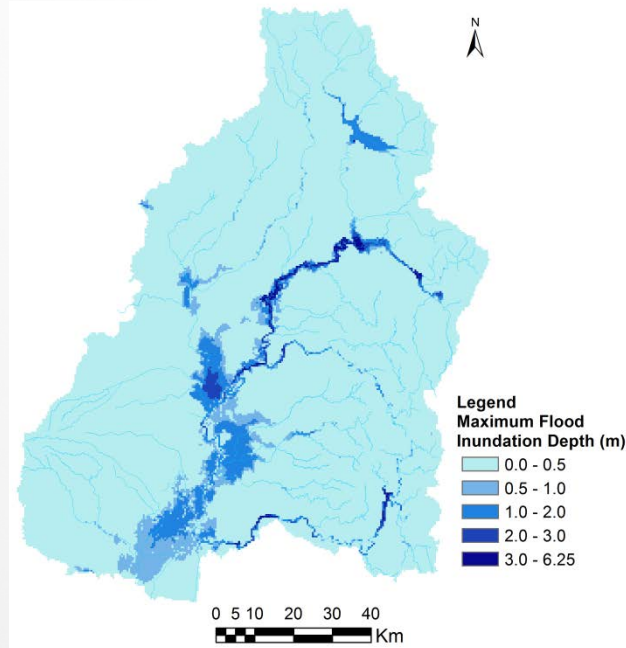 N
Legend
Maximum Flood
Inundation Depth (m)
0.0 - 0.5
0.5 - 1.0
1.0 - 2.0
2.0 - 3.0
3.0 - 6.25
0 5 10 20 30 40
Km